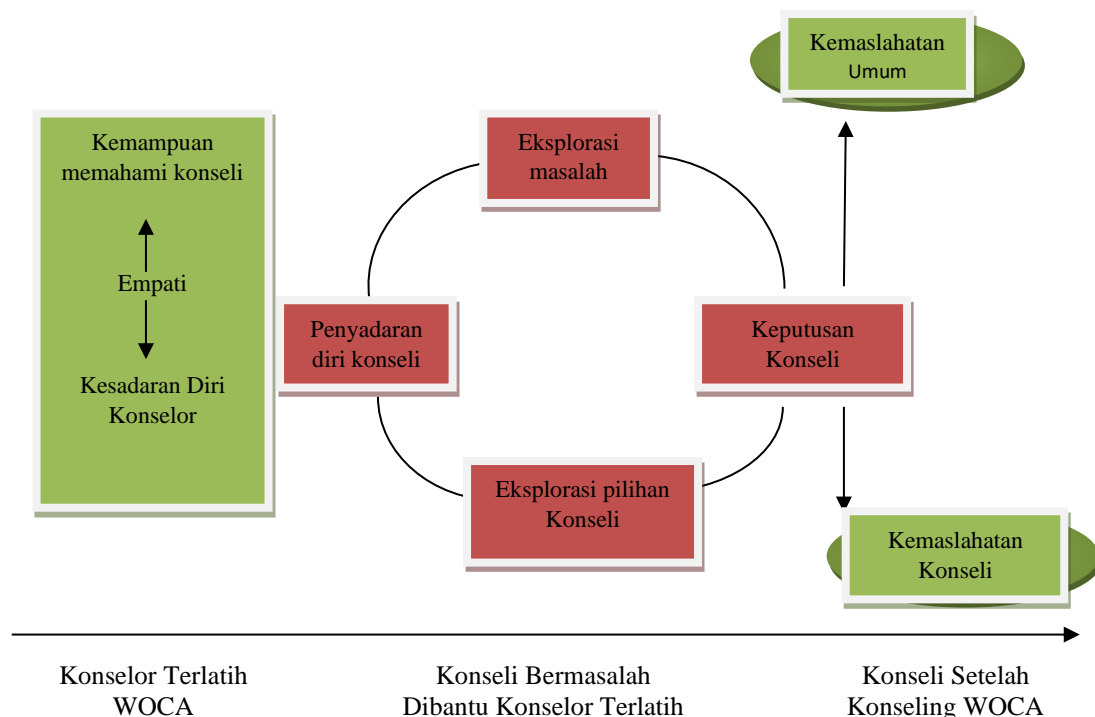 Kemaslahatan
Umum
Kemampuan
memahami konseli
Empati
Kesadaran Diri
Konselor
Eksplorasi
masalah
Penyadaran
diri konseli
Keputusan
Konseli
Eksplorasi pilihan
Konseli
Kemaslahatan
Konseli
Konselor Terlatih
WOCA
Konseli Bermasalah
Dibantu Konselor Terlatih
Konseli Setelah
Konseling WOCA